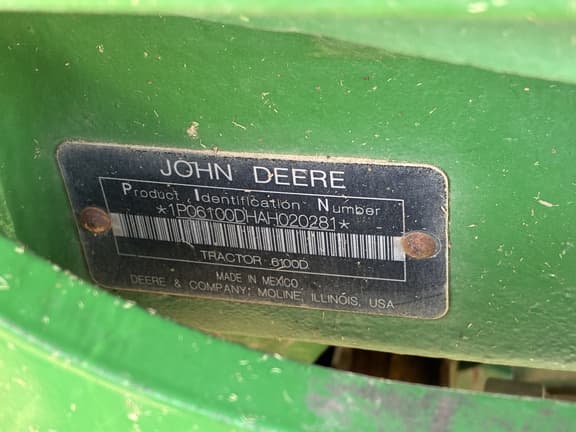 JOHN DEERE
Product Identification Number
*1P06100DHAH020281*
TRACTOR 6100D
MADE IN MEXICO
DEERE & COMPANY; MOLINE, ILLINOIS, USA